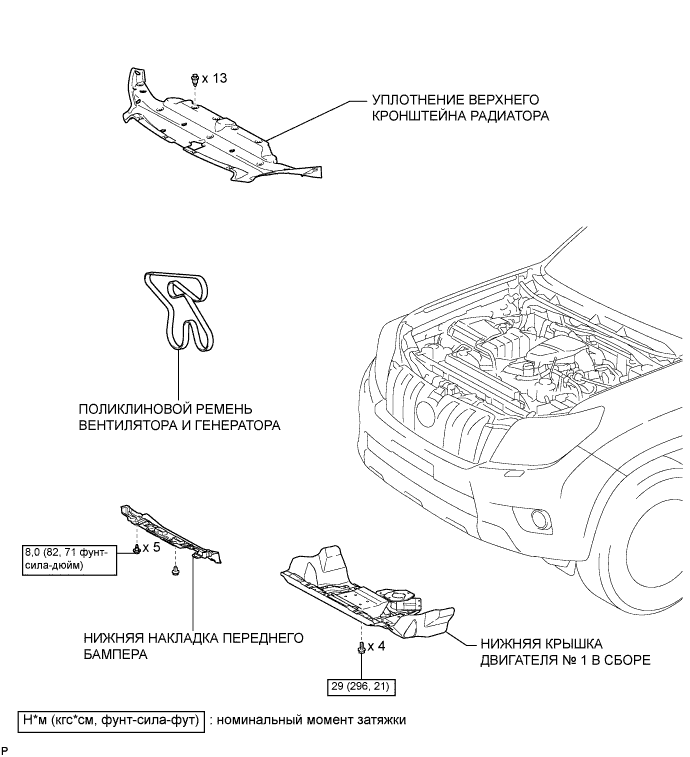 x 13
УПЛОТНЕНИЕ ВЕРХНЕГО
КРОНШТЕЙНА РАДИАТОРА
ПОЛИКЛИНОВОЙ РЕМЕНЬ
ВЕНТИЛЯТОРА И ГЕНЕРАТОРА
8,0 (82, 71 фунт-
сила-дюйм)
x 5
НИЖНЯЯ НАКЛАДКА ПЕРЕДНЕГО
БАМПЕРА
x 4
НИЖНЯЯ КРЫШКА
ДВИГАТЕЛЯ № 1 В СБОРЕ
29 (296, 21)
Н*м (кгс*см, фунт-сила-фут) : номинальный момент затяжки
P